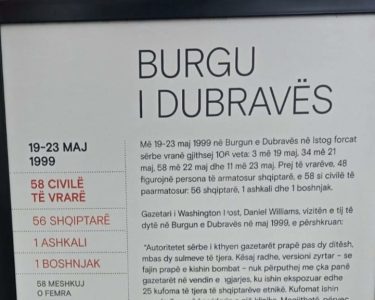 BURGU
I DUBRAVËS
19-23 MAJ
1999
58 CIVILË
TË VRARË
56 SHQIPTARË
1 ASHKALI
1 BOSHNJAK
58 MESHKUJ
0 FEMRA
Më 19-23 maj 1999 në Burgun e Dubravës në Istog forcat
sërbe vranë gjithsej 106 veta: 3 më 19 maj, 34 më 21
maj, 58 më 22 maj dhe 11 më 23 maj. Prej të vrarëve, 48
figurojnë persona të armatosur shqiptarë, e 58 si civilë të
paarmatosur: 56 shqiptarë, 1 ashkali dhe 1 boshnjak.
Gazetari i Washington Post, Daniel Williams, vizitën e tij të
dytë në Burgun e Dubravës në maj 1999, e përshkruan:
"Autoritetet sërbe i kthyen gazetarët prapë pas dy ditësh,
mbas dy sulmeve të tjera. Kësaj radhe, versioni zyrtar – se
fajin prapë e kishin bombat – nuk përputhej me çka panë
gazetarët në vendin e ngjarjes, ku ishin ekspozuar edhe
25 kufoma të tjera të shqiptarëve etnikë. Kufomat ishin